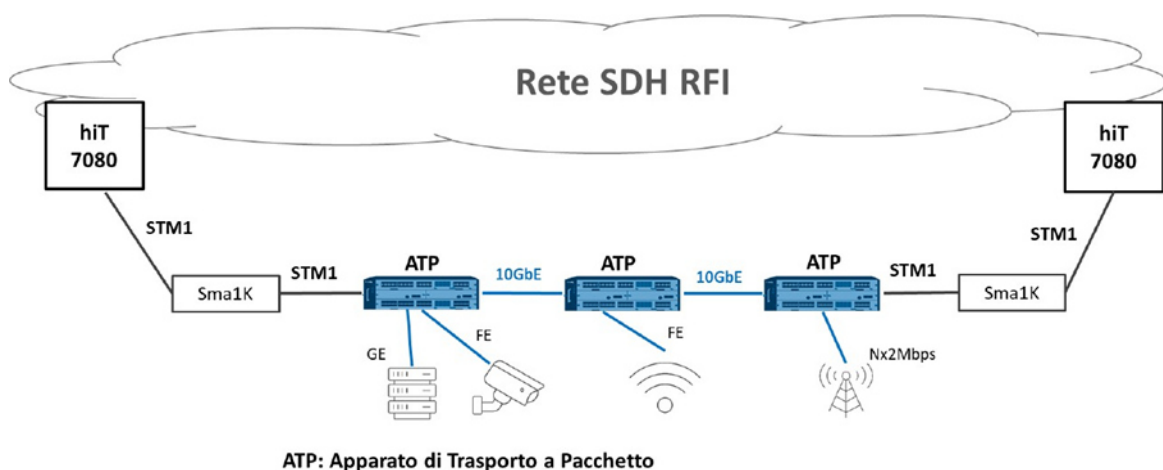 Rete SDH RFI
hiT
7080
hiT
7080
STM1
STM1
STM1
ATP
10GbE
ATP
10GbE
ATP
STM1
Sma1K
Sma1K
GE
FE
FE
Nx2Mbps
ATP: Apparato di Trasporto a Pacchetto